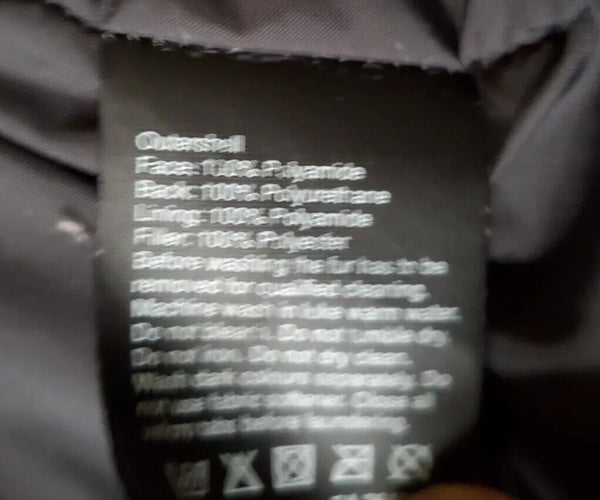 Outershell
Face: 100% Polyamide
Back: 100% Polyurethane
Lining: 100% Polyamide
Filler: 100% Polyester
Before washing the fur has to be
removed for qualified cleaning.
Machine wash in luke warm water.
Do not bleach. Do not tumble dry.
Do not iron. Do not dry clean.
Wash dark colours separately. Do
not use fabric softener. Close all
before laundering.